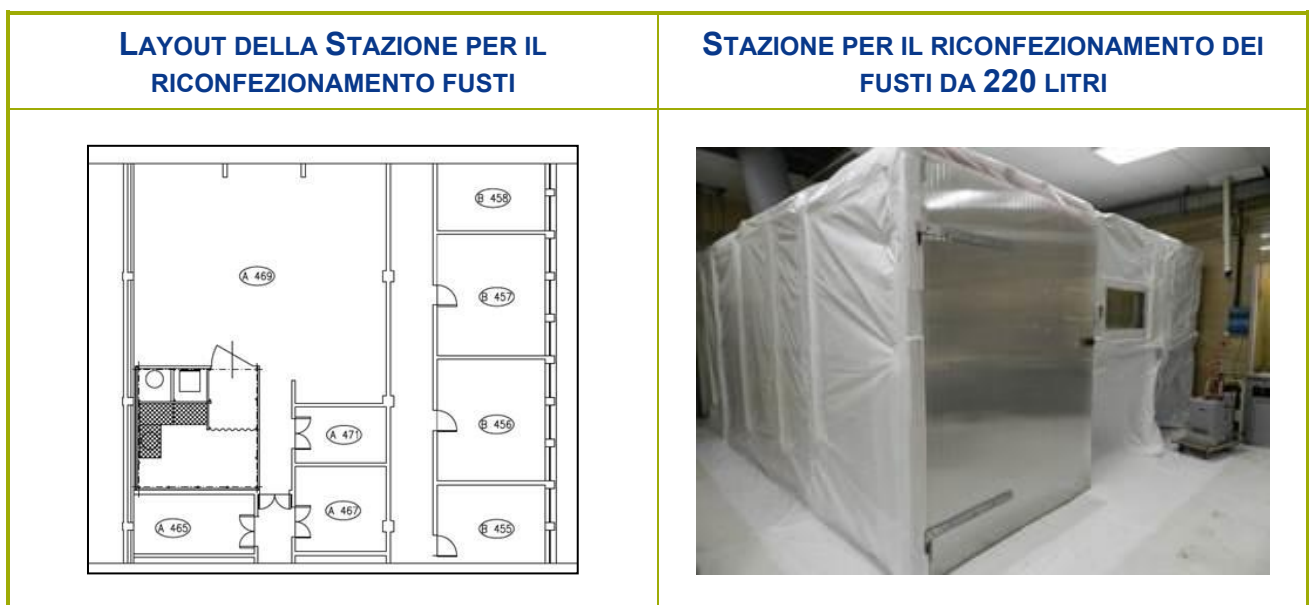 LAYOUT DELLA STAZIONE PER IL
RICONFEZIONAMENTO FUSTI
STAZIONE PER IL RICONFEZIONAMENTO DEI
FUSTI DA 220 LITRI
B 458
A 469
B 457
B 456
A 471
A 467
A 465
B 455